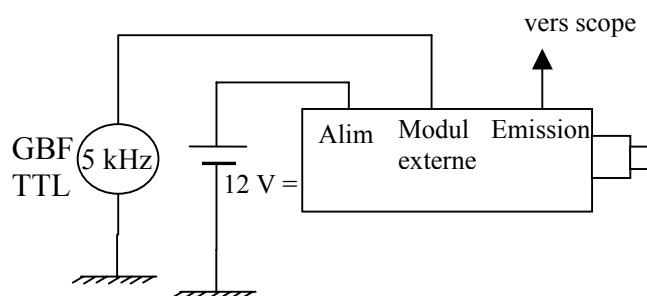 vers scope
Alim
Modul
externe
Emission
GBF
TTL
5 kHz
12 V =